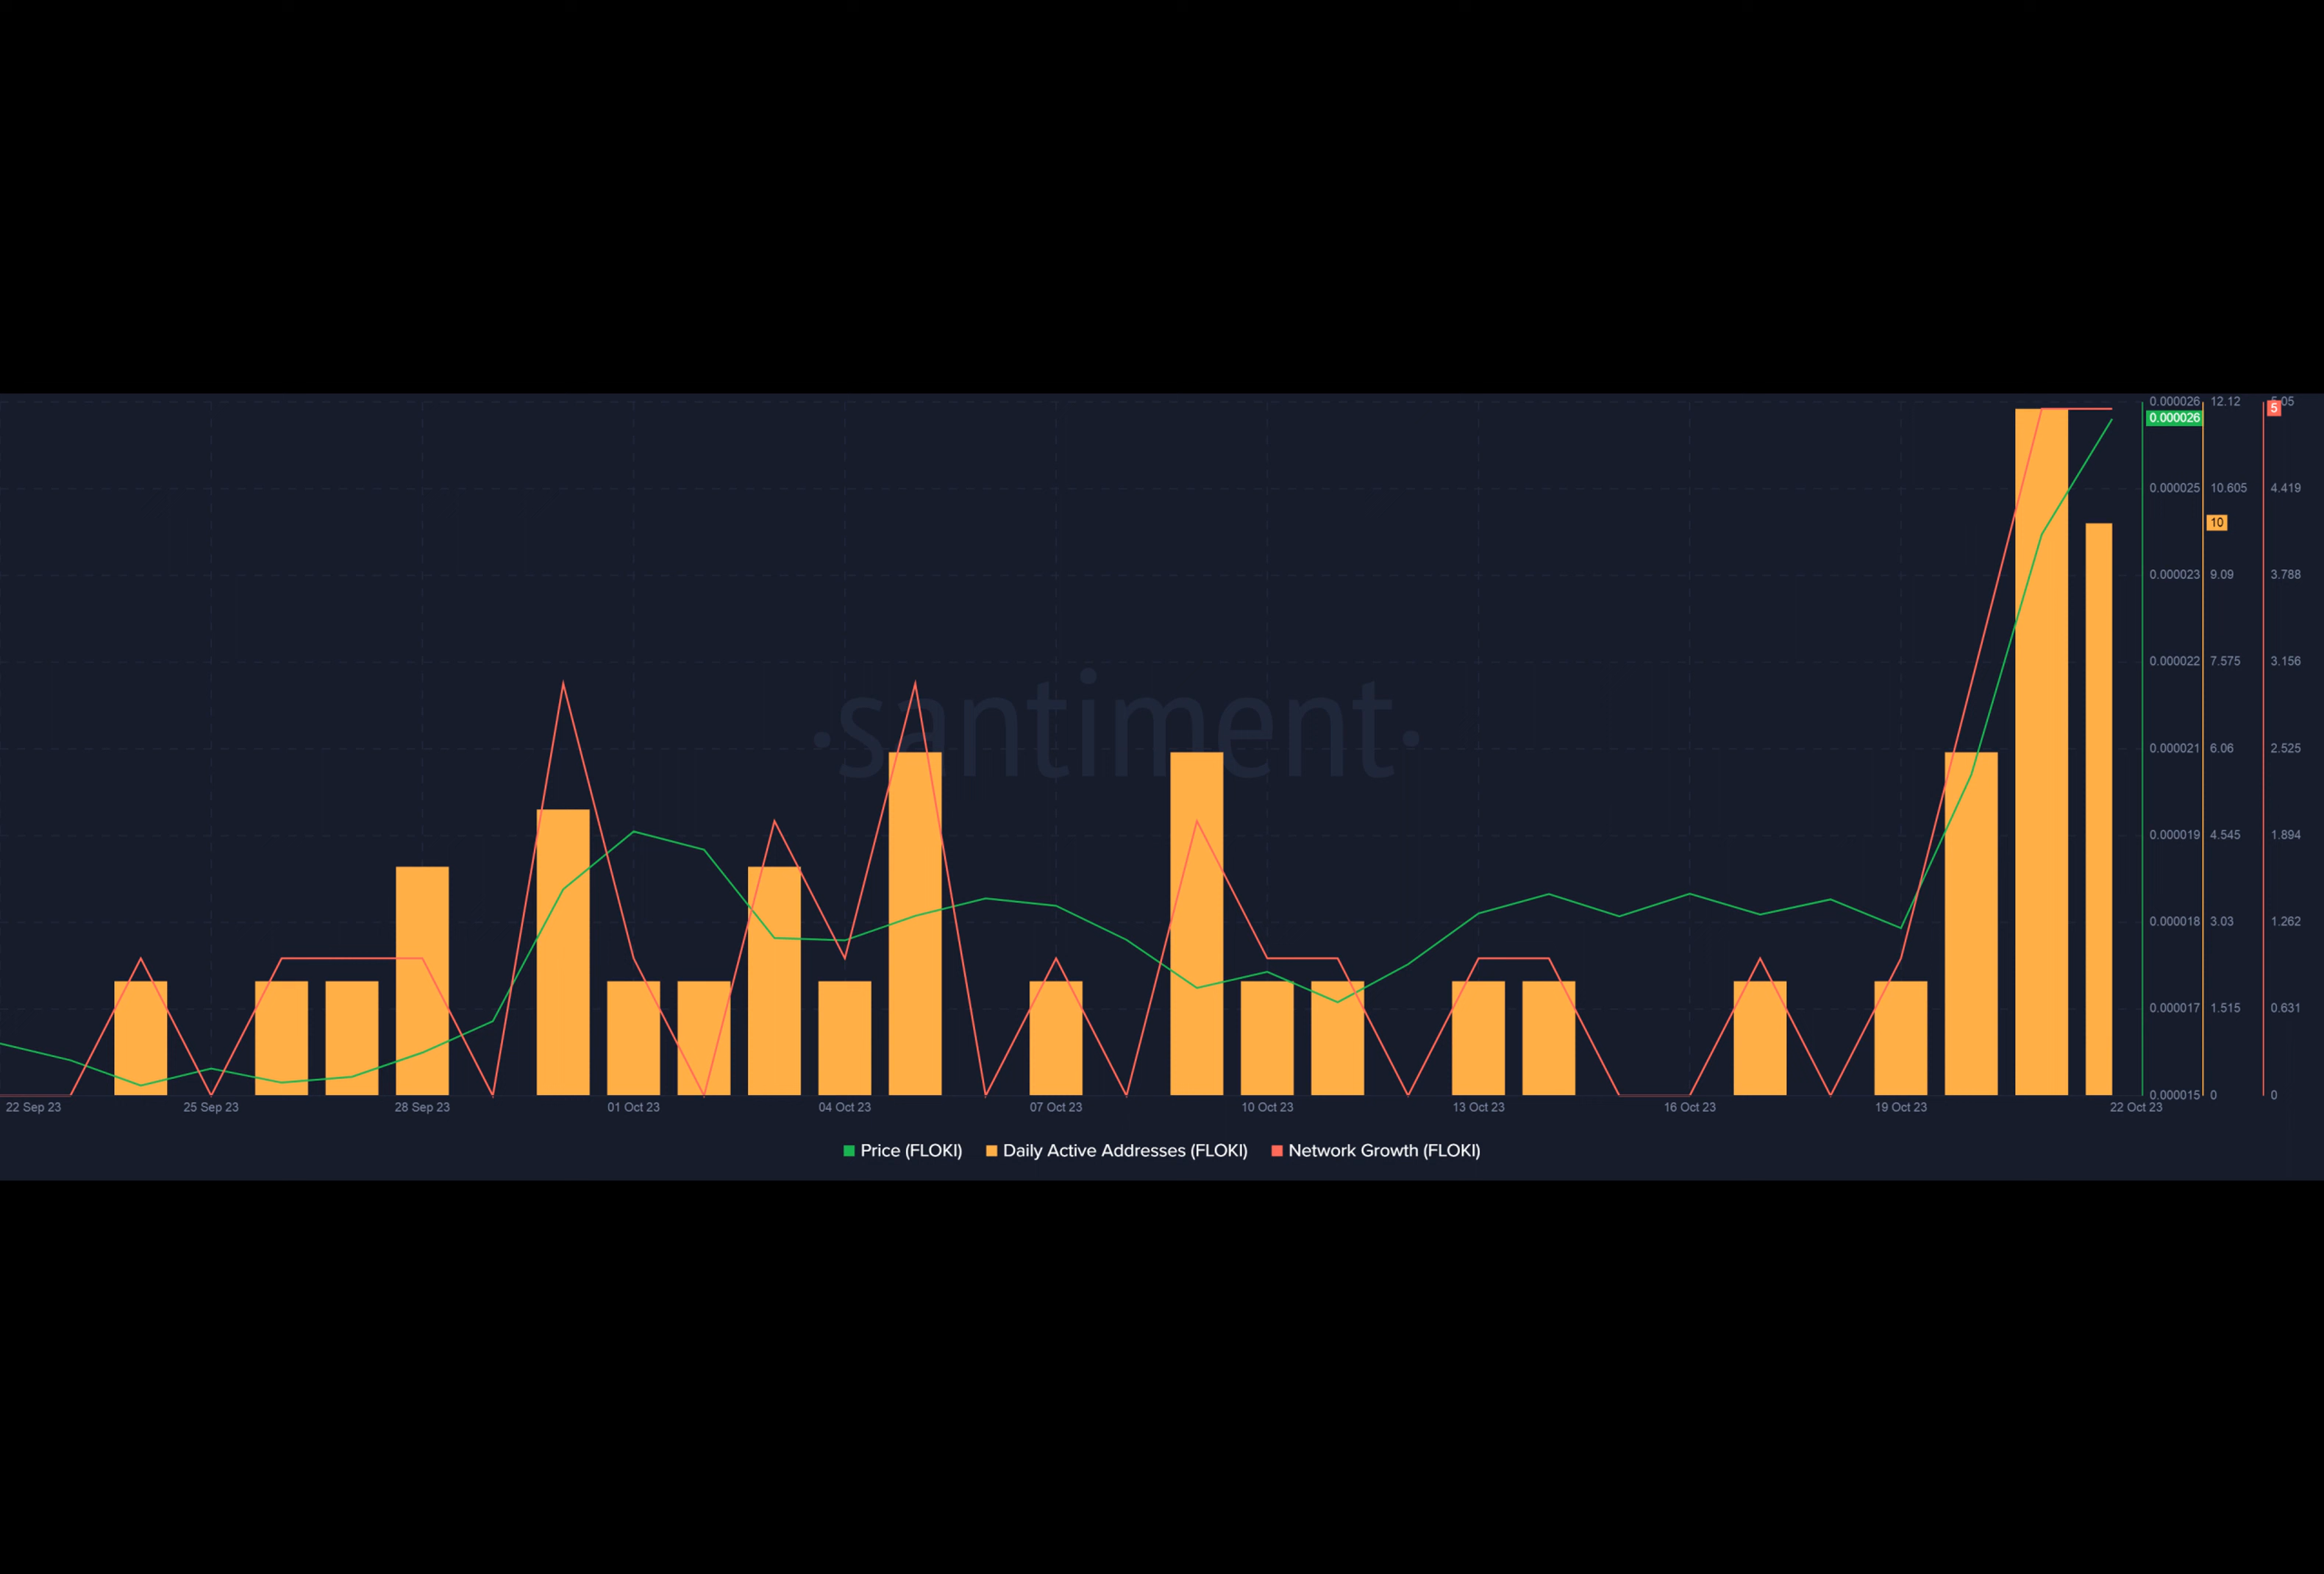 0.000026 12.12 5.05
0.000026 5
0.000025 10.605 4.419
10
0.000023 9.09 3.788
0.000022 7.575 3.156
·santiment·
0.000021 6.06 2.525
0.000019 4.545 1.894
0.000018 3.03 1.262
0.000017 1.515 0.631
0.000015 0 0
22 Sep 23 25 Sep 23 28 Sep 23 01 Oct 23 04 Oct 23 07 Oct 23 10 Oct 23 13 Oct 23 16 Oct 23 19 Oct 23 22 Oct 23
Price (FLOKI) Daily Active Addresses (FLOKI) Network Growth (FLOKI)